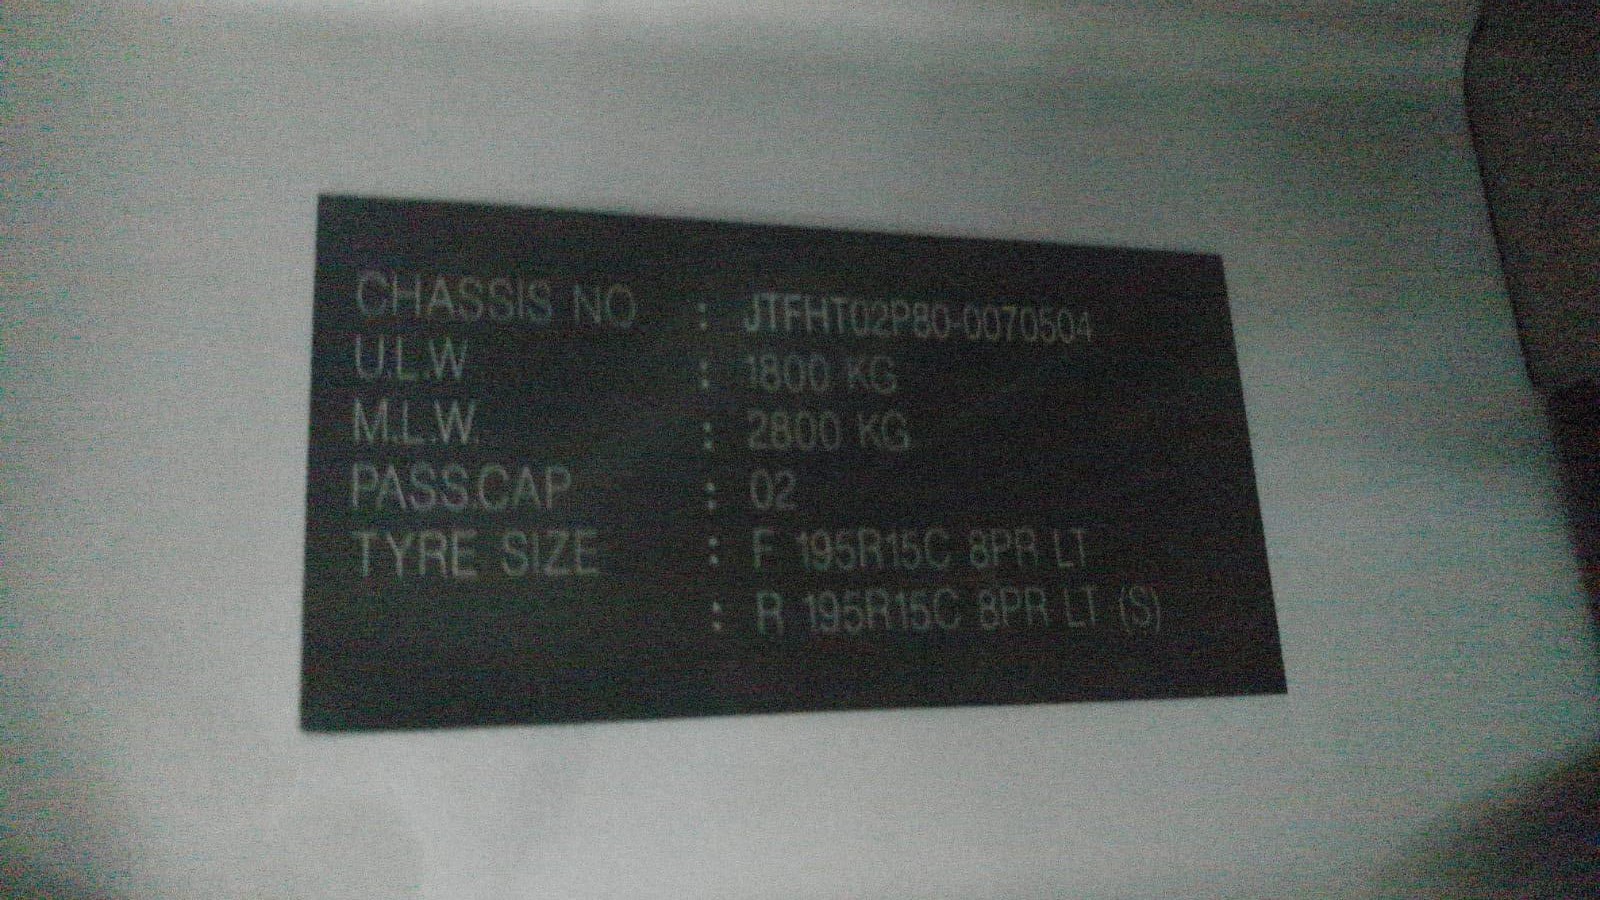 CHASSIS NO : JTFHT02P80-0070504
U.L.W : 1800 KG
M.L.W. : 2800 KG
PASS.CAP : 02
TYRE SIZE : F 195R15C 8PR LT
: R 195R15C 8PR LT (S)